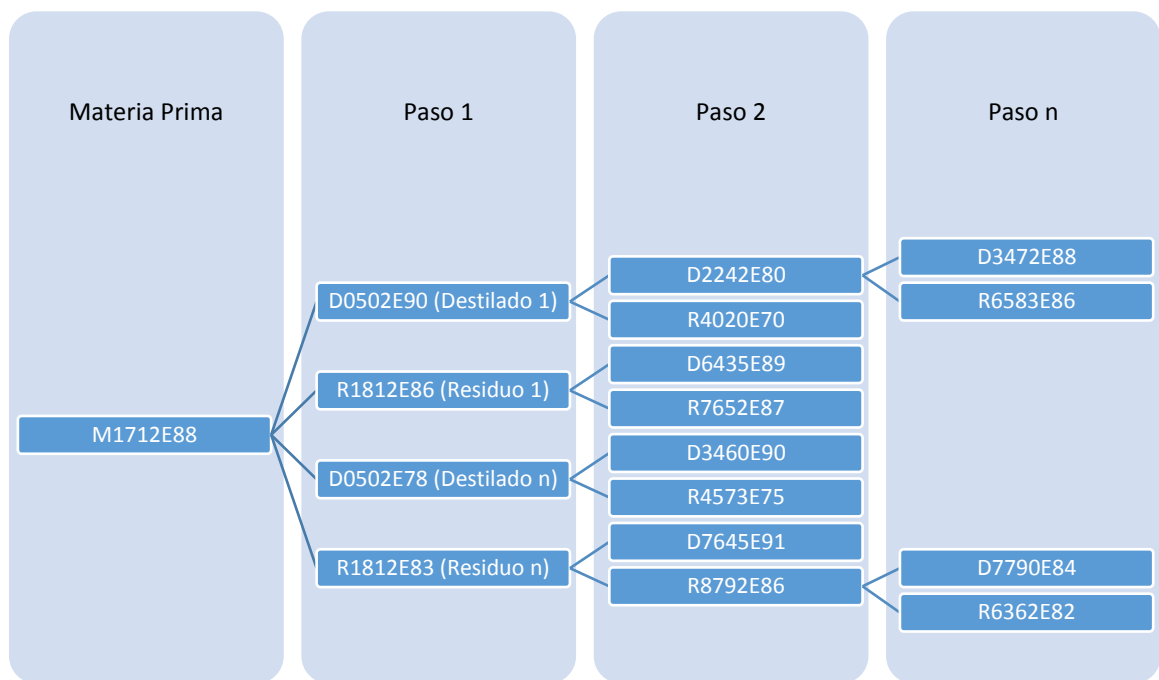 Materia Prima
Paso 1
Paso 2
Paso n
M1712E88
D0502E90 (Destilado 1)
R1812E86 (Residuo 1)
D0502E78 (Destilado n)
R1812E83 (Residuo n)
D2242E80
R4020E70
D6435E89
R7652E87
D3460E90
R4573E75
D7645E91
R8792E86
D3472E88
R6583E86
D7790E84
R6362E82